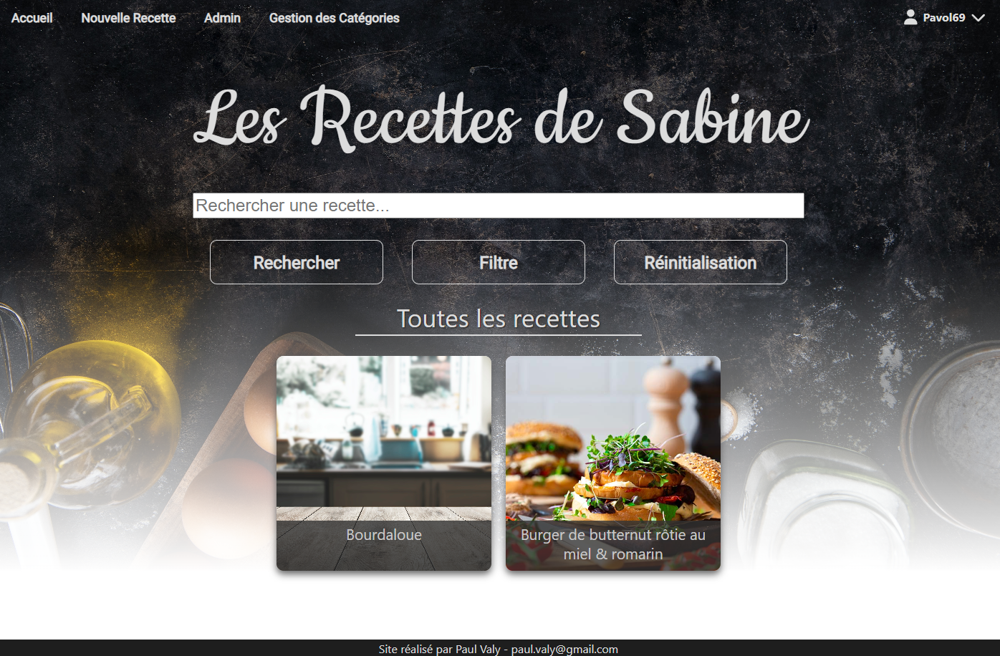 Accueil Nouvelle Recette Admin Gestion des Catégories Pavol69
Les Recettes de Sabine
Rechercher une recette...
Rechercher Filtre Réinitialisation
Toutes les recettes
Bourdaloue
Burger de butternut rôtie au
miel & romarin
Site réalisé par Paul Valy - paul.valy@gmail.com